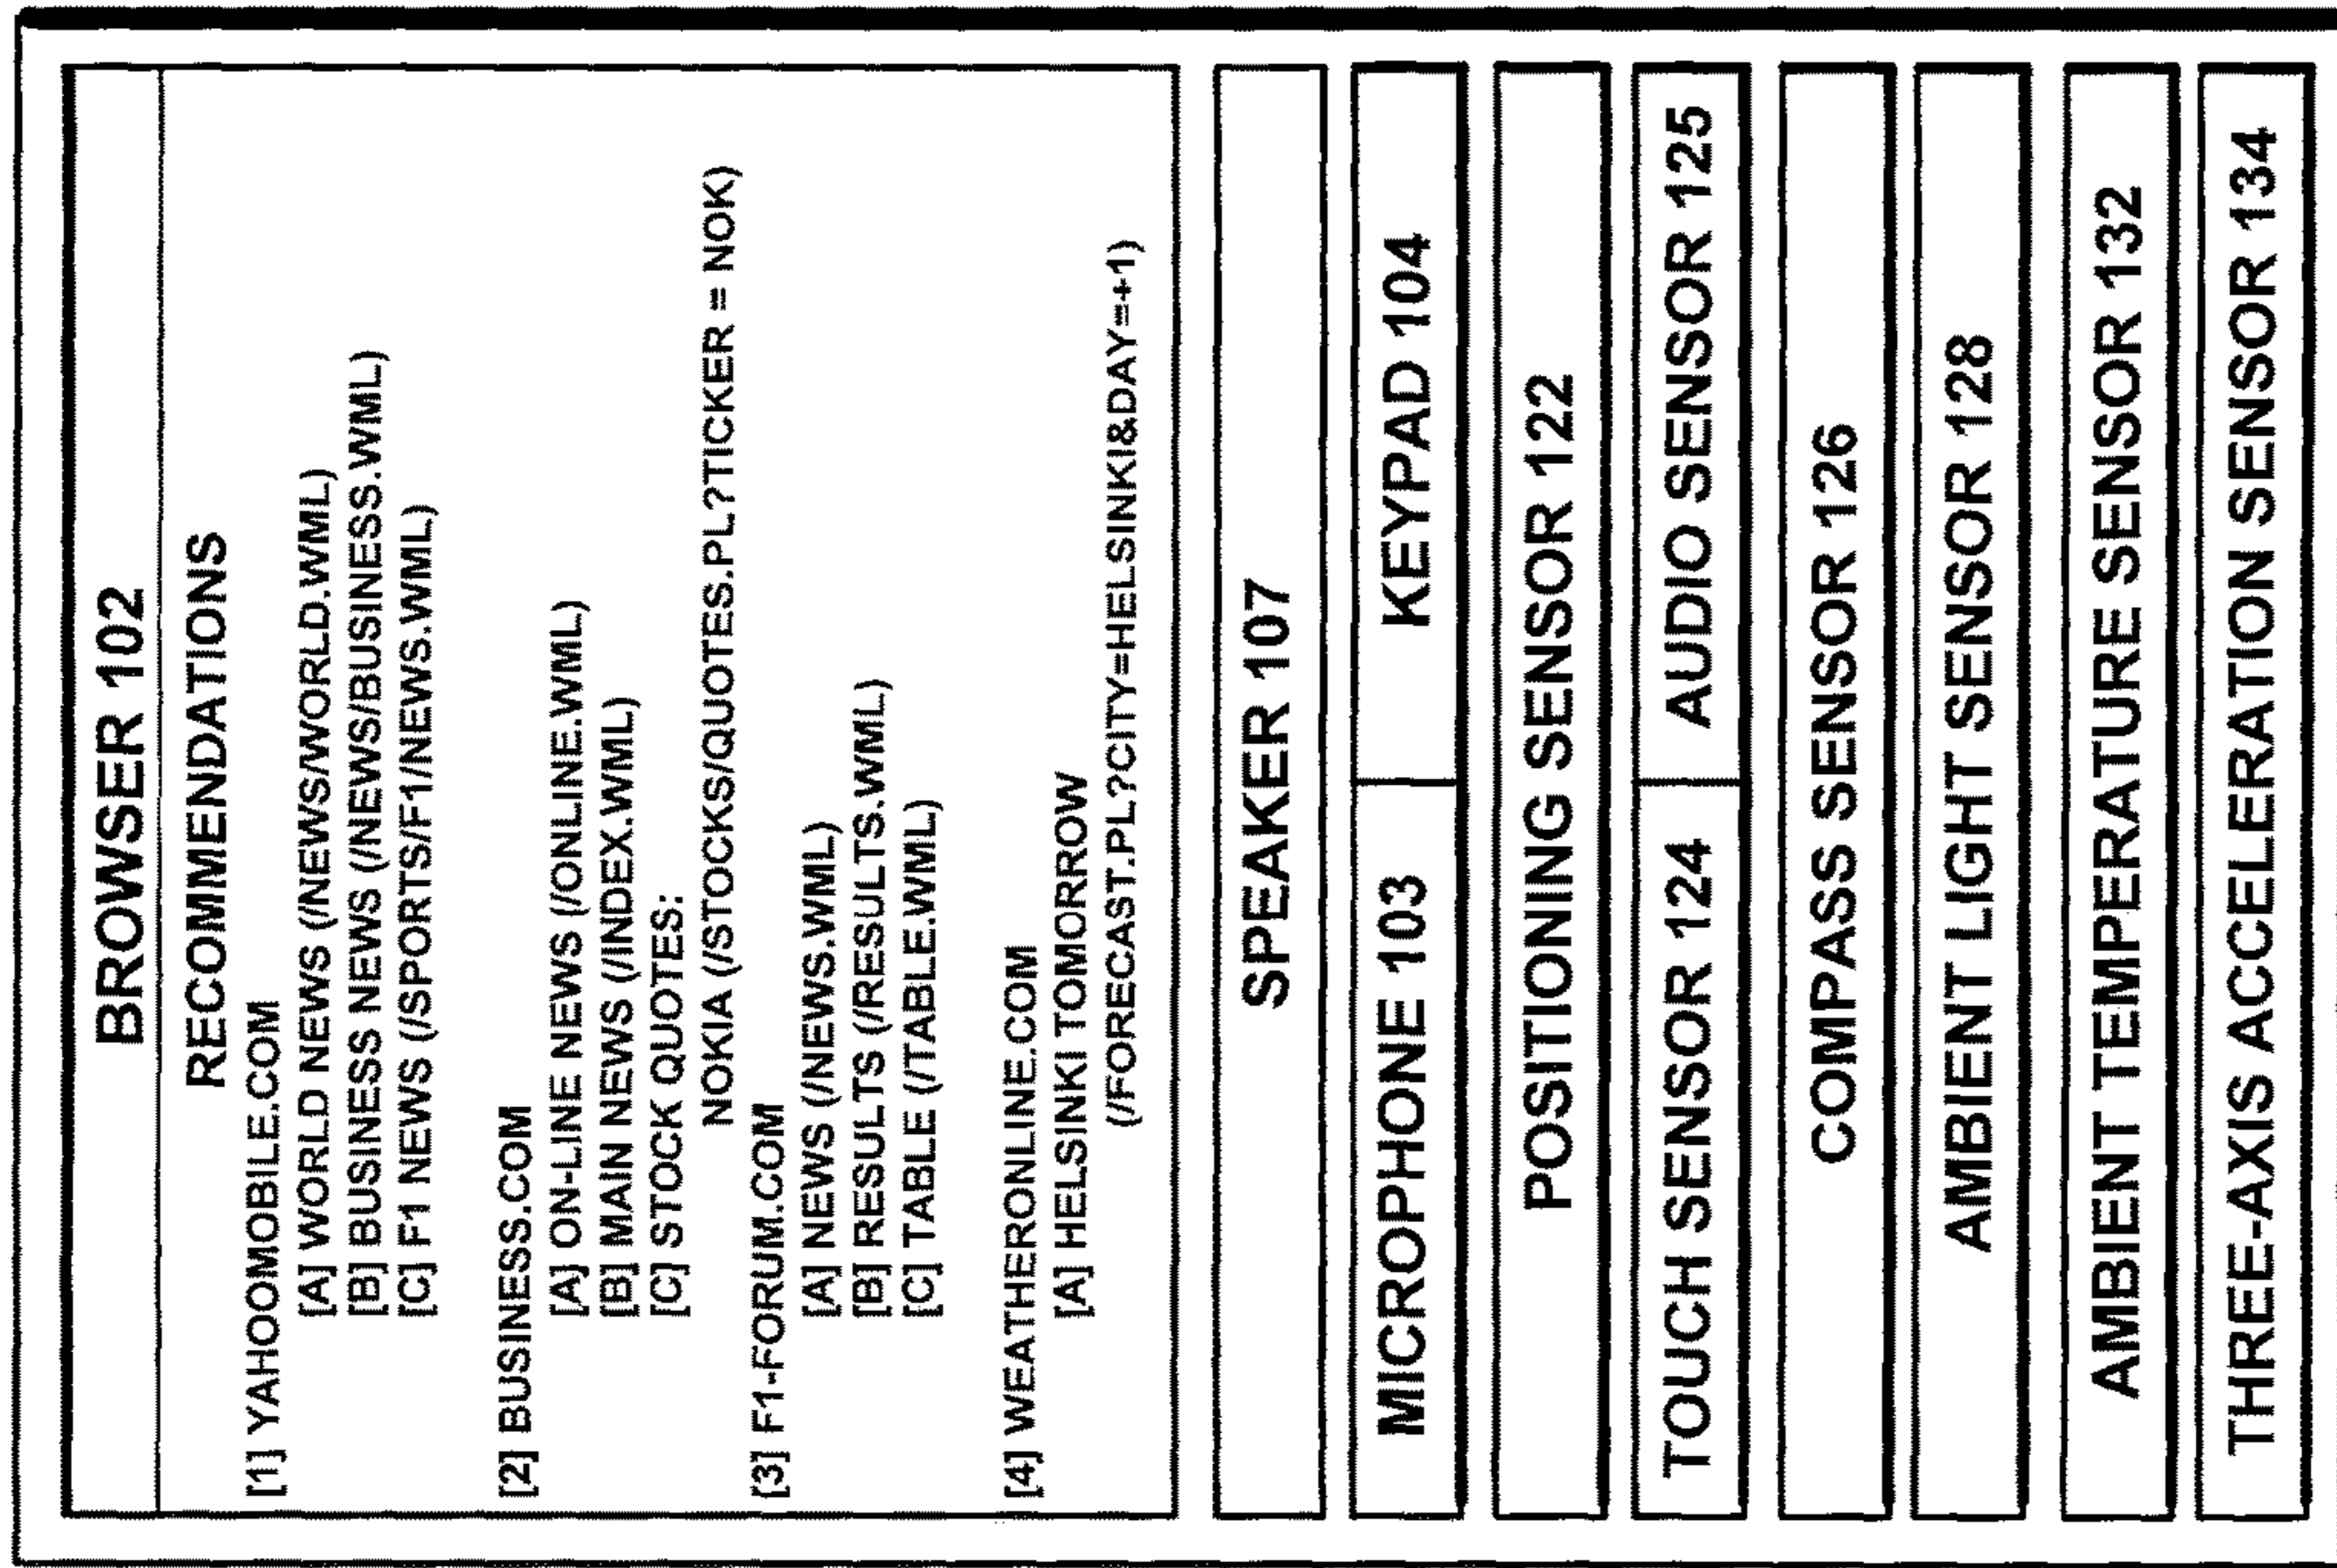 BROWSER 102
RECOMMENDATIONS
[1] YAHOOMOBILE.COM
[A] WORLD NEWS (/NEWS/WORLD.WML)
[B] BUSINESS NEWS (/NEWS/BUSINESS.WML)
[C] F1 NEWS (/SPORTS/F1/NEWS.WML)
[2] BUSINESS.COM
[A] ON-LINE NEWS (/ONLINE.WML)
[B] MAIN NEWS (/INDEX.WML)
[C] STOCK QUOTES:
NOKIA (/STOCKS/QUOTES.PL?TICKER = NOK)
[3] F1-FORUM.COM
[A] NEWS (/NEWS.WML)
[B] RESULTS (/RESULTS.WML)
[C] TABLE (/TABLE.WML)
[4] WEATHERONLINE.COM
[A] HELSINKI TOMORROW
(/FORECAST.PL?CITY=HELSINKI&DAY=+1)
SPEAKER 107
MICROPHONE 103 KEYPAD 104
POSITIONING SENSOR 122
TOUCH SENSOR 124 AUDIO SENSOR 125
COMPASS SENSOR 126
AMBIENT LIGHT SENSOR 128
AMBIENT TEMPERATURE SENSOR 132
THREE-AXIS ACCELERATION SENSOR 134